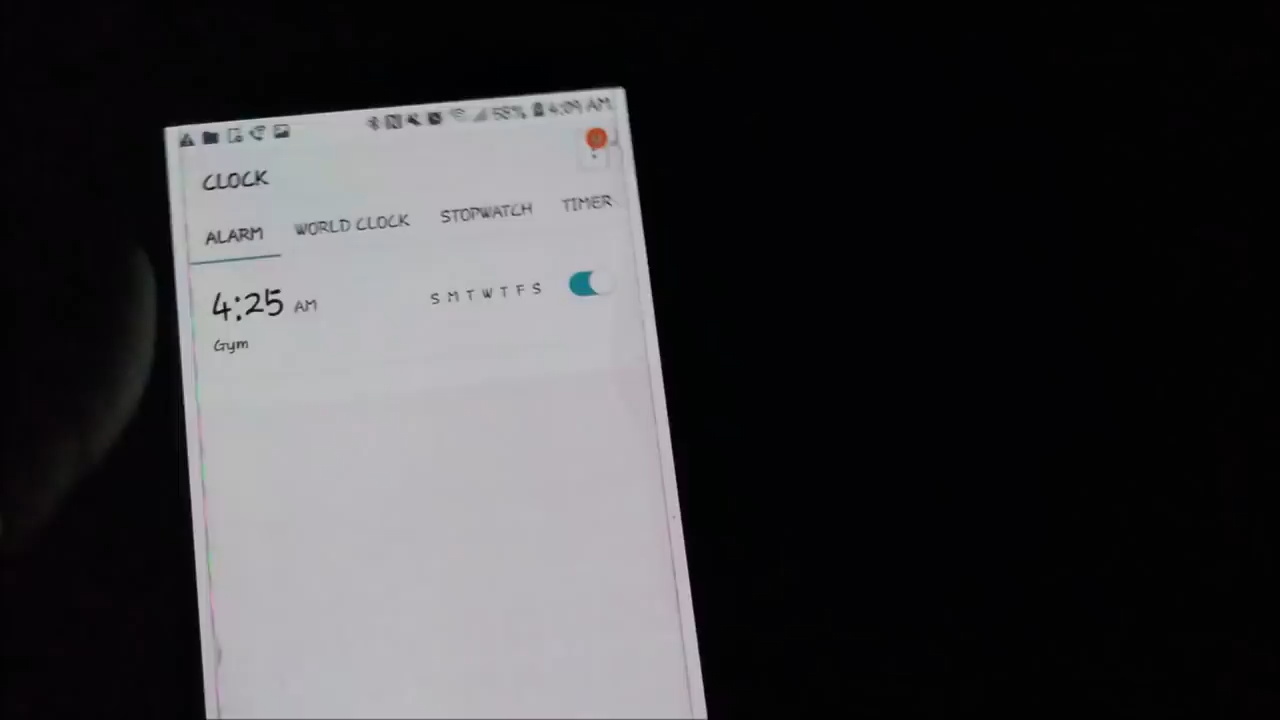 58% 4:09 AM
CLOCK
ALARM WORLD CLOCK STOPWATCH TIMER
4:25 AM S M T W T F S
Gym